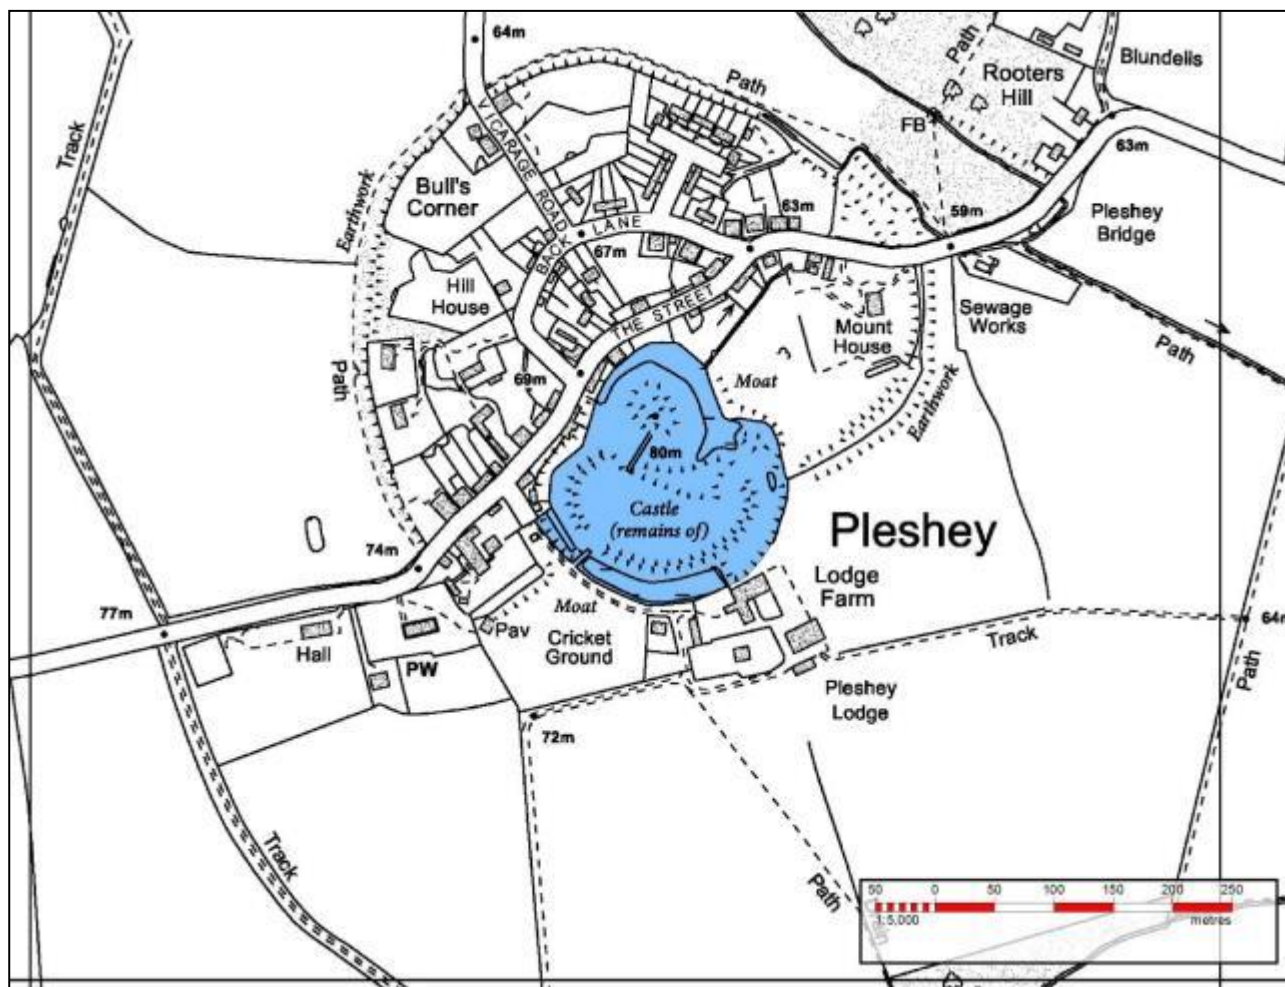 64m
Path
Blundells
Rooters
Hill
Path
FB
63m
Track
VICARAGE ROAD
Bull's
Corner
Earthwork
63m
59m
Pleshey
Bridge
BACK LANE
67m
Hill
House
THE STREET
Mount
House
Sewage
Works
Path
Path
69m
Moat
Earthwork
80m
Castle
(remains of)
Pleshey
74m
Lodge
Farm
77m
Moat
Pav
Cricket
Ground
Hall
PW
Track
64m
Path
Pleshey
Lodge
72m
Track
Path
50 0 50 100 150 200 250
1:5,000 metres